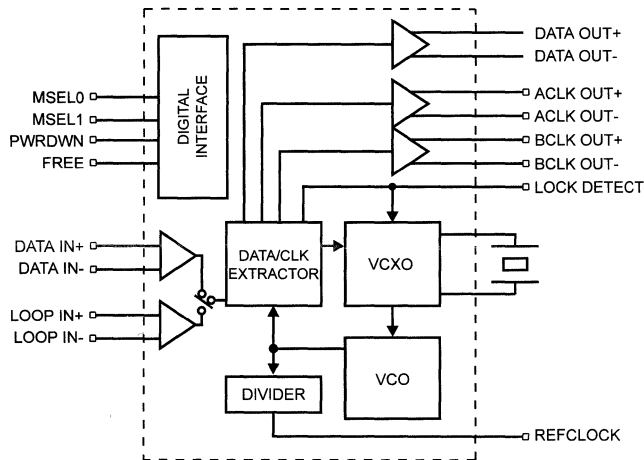 DATA OUT+
DATA OUT-
MSEL0
MSEL1
PWRDWN
FREE
DIGITAL
INTERFACE
ACLK OUT+
ACLK OUT-
BCLK OUT+
BCLK OUT-
LOCK DETECT
DATA IN+
DATA IN-
LOOP IN+
LOOP IN-
DATA/CLK
EXTRACTOR
VCXO
VCO
DIVIDER
REFCLOCK